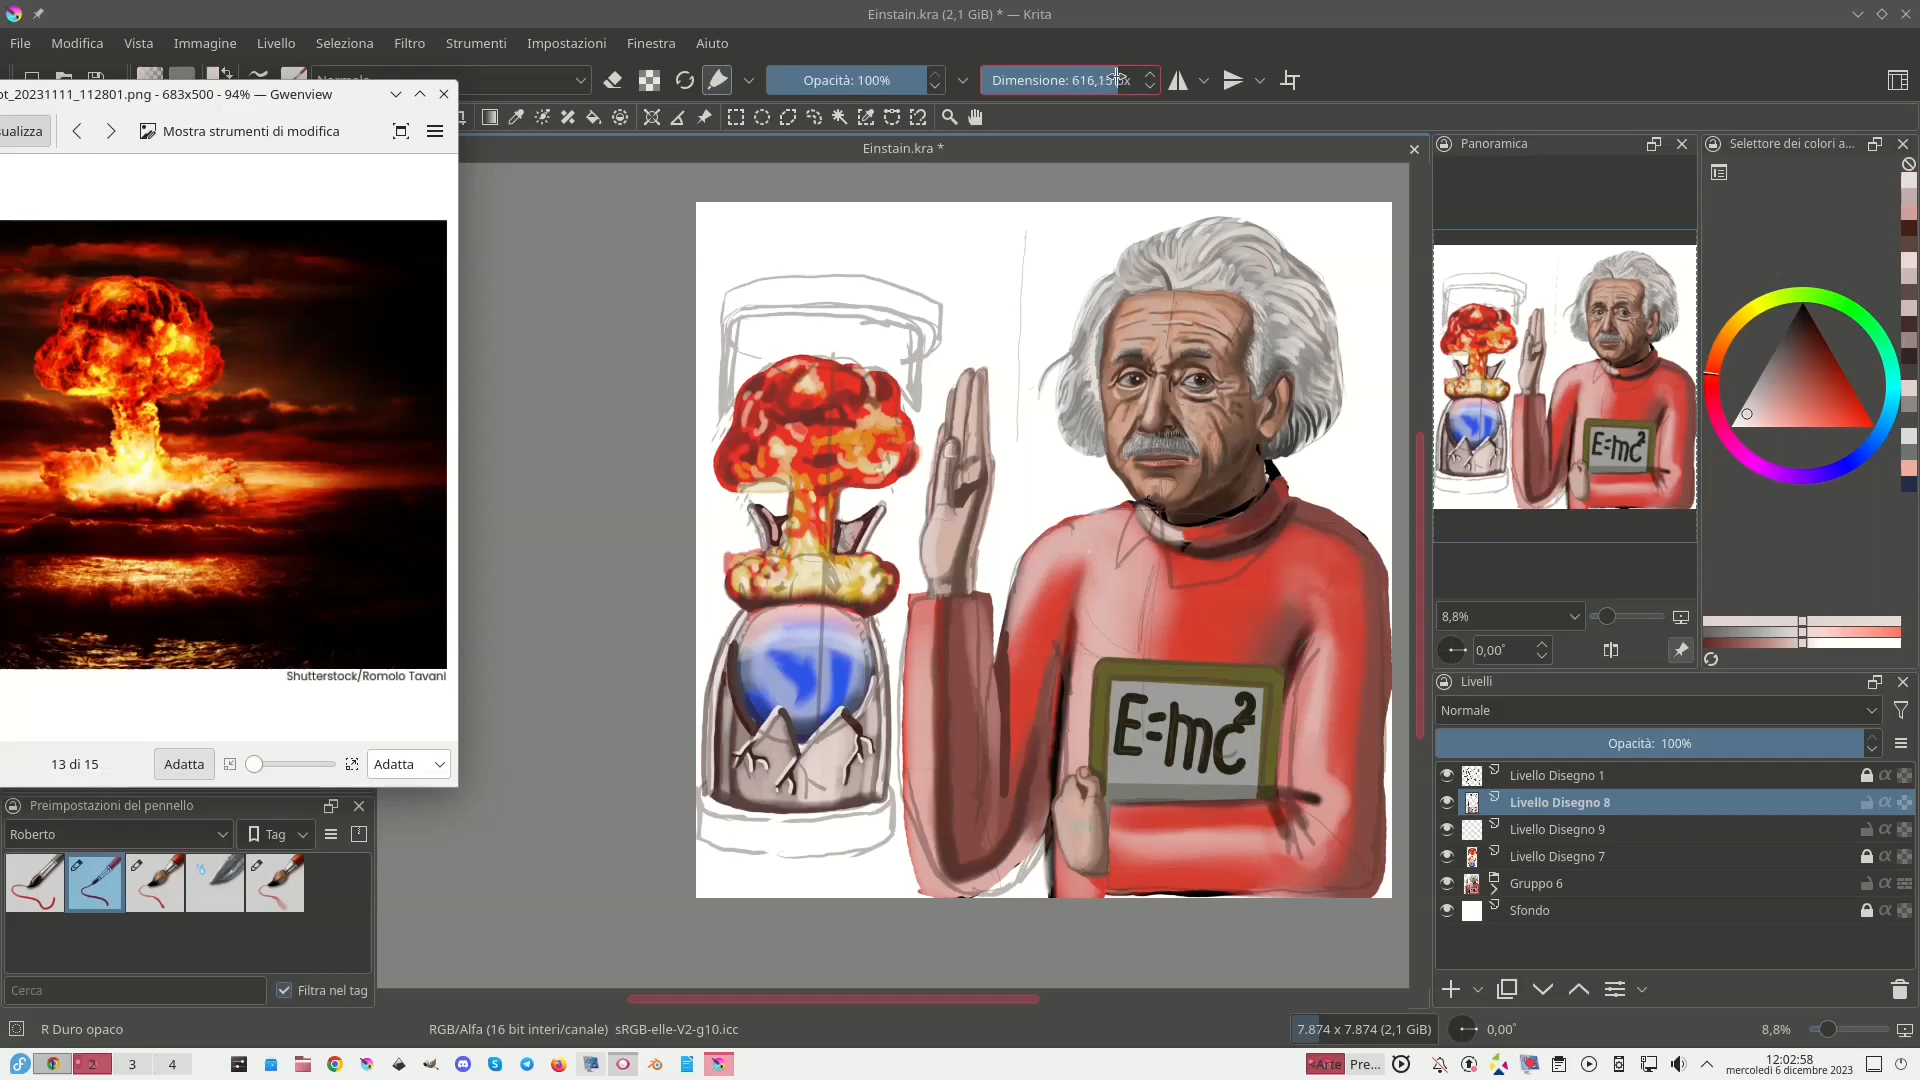 Einstain.kra (2,1 GiB) * — Krita
File Modifica Vista Immagine Livello Seleziona Filtro Strumenti Impostazioni Finestra Aiuto
Opacità: 100%
Dimensione: 616,15 px
ot_20231111_112801.png - 683x500 - 94% — Gwenview
sualizza
Mostra strumenti di modifica
Einstain.kra *
Panoramica
Selettore dei colori a...
Shutterstock/Romolo Tavani
E=mc2
E=mc2
13 di 15
Adatta
Adatta
8,8%
0,00°
Livelli
Normale
Opacità: 100%
Livello Disegno 1
Livello Disegno 8
Livello Disegno 9
Livello Disegno 7
Gruppo 6
Sfondo
Preimpostazioni del pennello
Roberto
Tag
Cerca
Filtra nel tag
R Duro opaco
RGB/Alfa (16 bit interi/canale) sRGB-elle-V2-g10.icc
7.874 x 7.874 (2,1 GiB)
0,00°
8,8%
2 3 4
Arte
Pre...
12:02:58
mercoledì 6 dicembre 2023